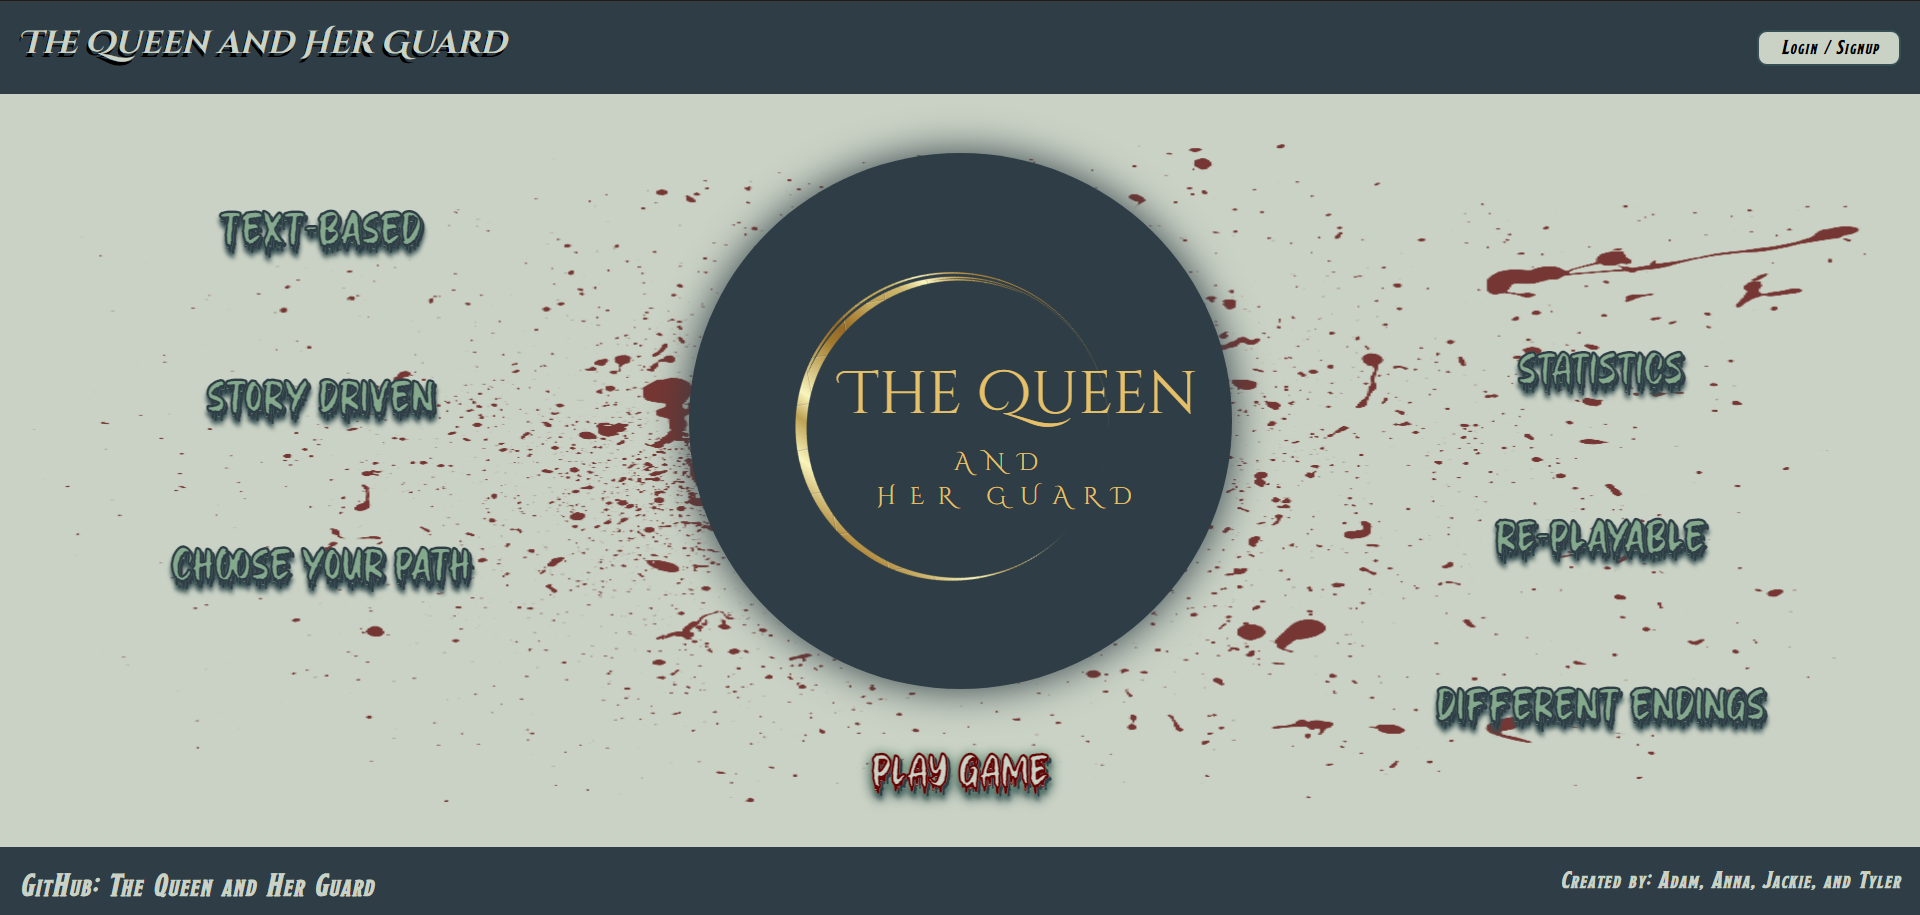 The Queen and Her Guard
Login / Signup
TEXT-BASED
STORY DRIVEN
CHOOSE YOUR PATH
The Queen
and
Her Guard
STATISTICS
RE-PLAYABLE
DIFFERENT ENDINGS
PLAY GAME
GitHub: The Queen and Her Guard
Created by: Adam, Anna, Jackie, and Tyler